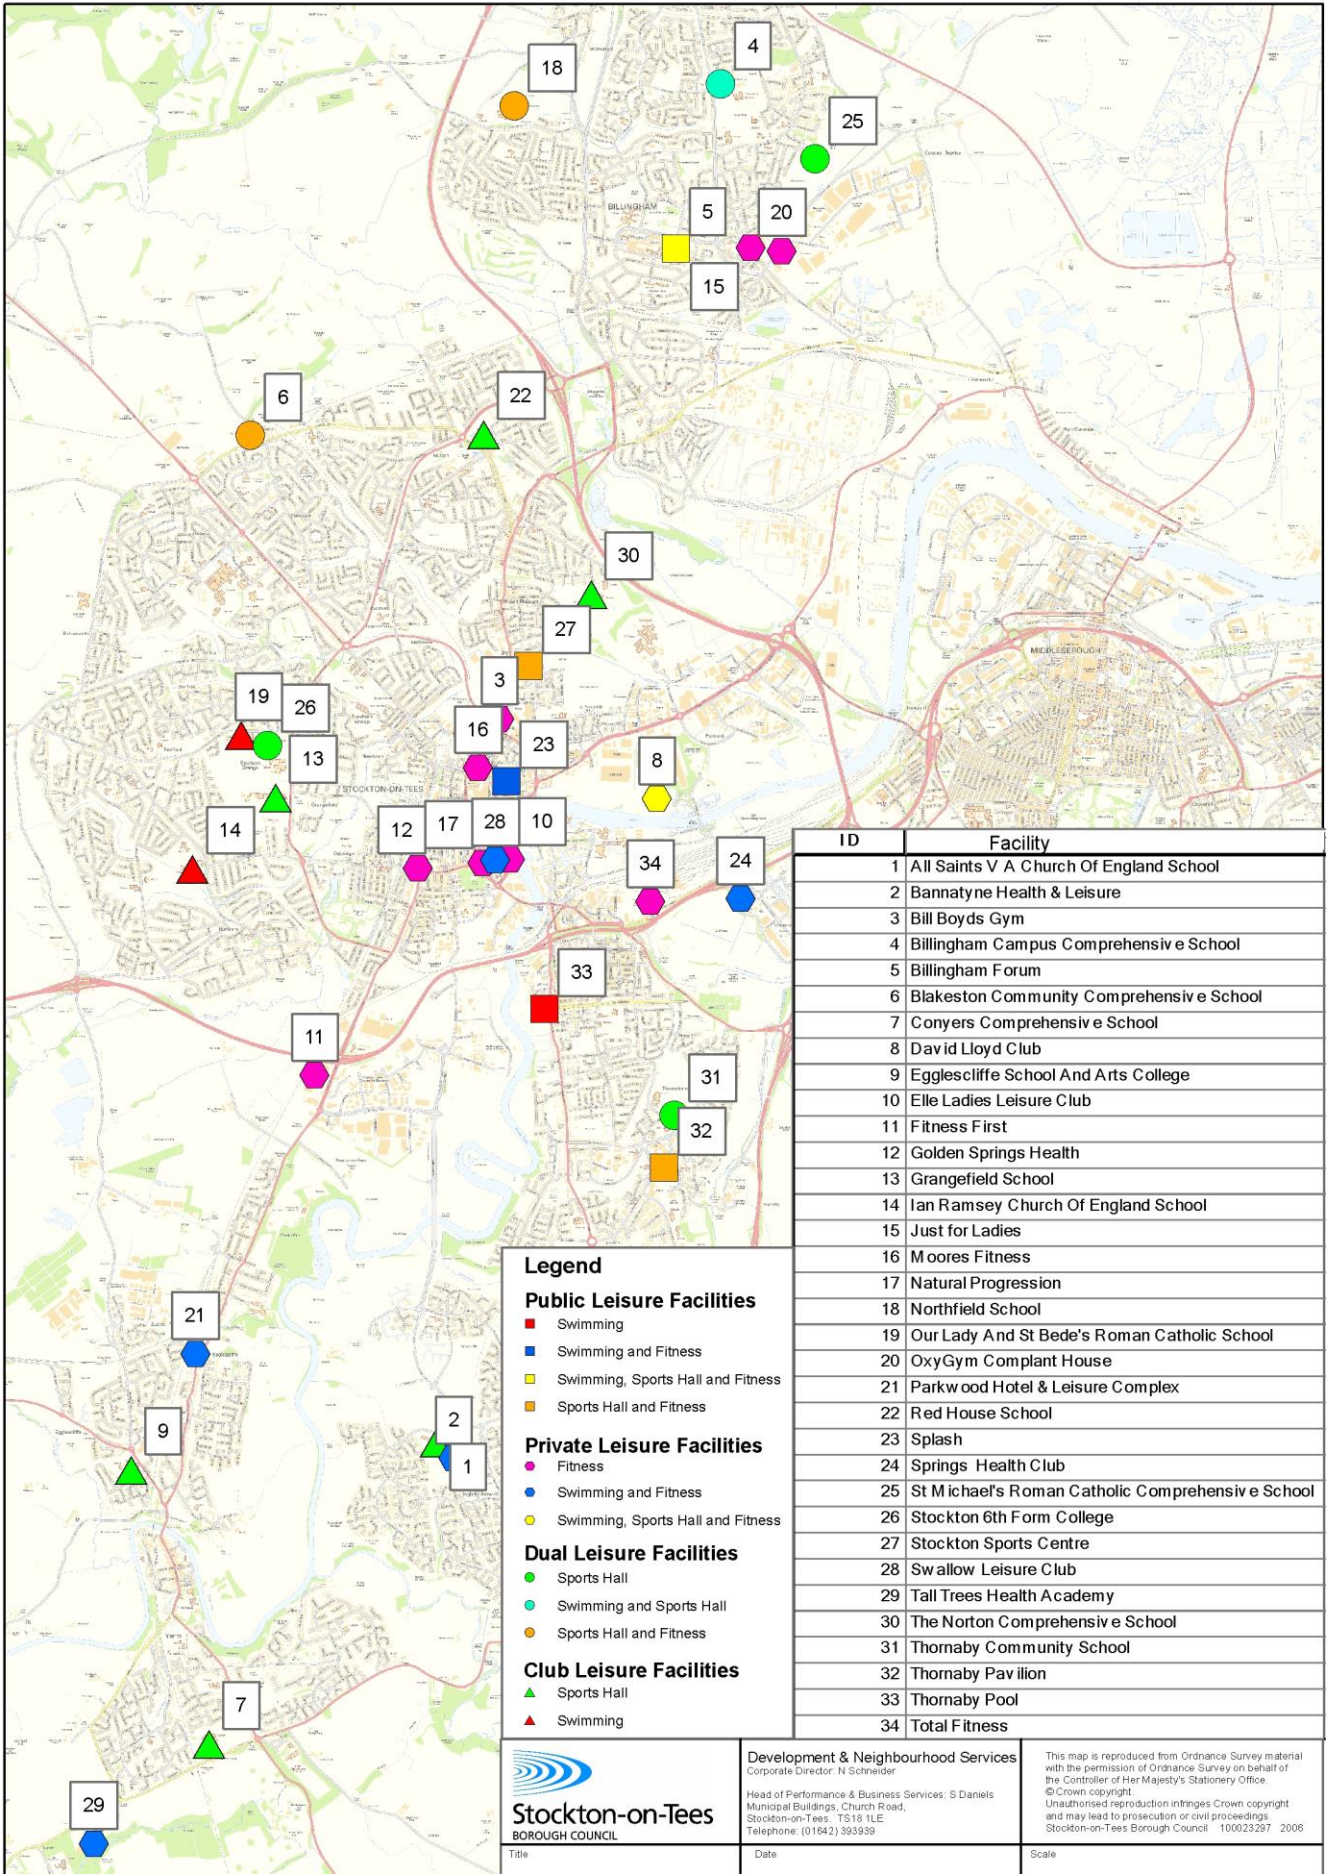 18
4
25
BILLINGHAM
5
20
15
6
22
30
27
MIDDLESBROUGH
3
19
26
16
23
13
8
STOCKTON-ON-TEES
14
12
17
28
10
34
24
33
11
31
32
21
2
9
1
7
29
ID Facility
1 All Saints V A Church Of England School
2 Bannatyne Health & Leisure
3 Bill Boyds Gym
4 Billingham Campus Comprehensive School
5 Billingham Forum
6 Blakeston Community Comprehensive School
7 Conyers Comprehensive School
8 David Lloyd Club
9 Egglescliffe School And Arts College
10 Elle Ladies Leisure Club
11 Fitness First
12 Golden Springs Health
13 Grangefield School
14 Ian Ramsey Church Of England School
15 Just for Ladies
16 Moores Fitness
17 Natural Progression
18 Northfield School
19 Our Lady And St Bede's Roman Catholic School
20 OxyGym Complant House
21 Parkwood Hotel & Leisure Complex
22 Red House School
23 Splash
24 Springs Health Club
25 St Michael's Roman Catholic Comprehensive School
26 Stockton 6th Form College
27 Stockton Sports Centre
28 Swallow Leisure Club
29 Tall Trees Health Academy
30 The Norton Comprehensive School
31 Thornaby Community School
32 Thornaby Pavilion
33 Thornaby Pool
34 Total Fitness
Legend
Public Leisure Facilities
Swimming
Swimming and Fitness
Swimming, Sports Hall and Fitness
Sports Hall and Fitness
Private Leisure Facilities
Fitness
Swimming and Fitness
Swimming, Sports Hall and Fitness
Dual Leisure Facilities
Sports Hall
Swimming and Sports Hall
Sports Hall and Fitness
Club Leisure Facilities
Sports Hall
Swimming
Stockton-on-Tees
BOROUGH COUNCIL
Development & Neighbourhood Services
Corporate Director: N Schneider
Head of Performance & Business Services: S Daniels
Municipal Buildings, Church Road,
Stockton-on-Tees. TS18 1LE
Telephone: (01642) 393939
This map is reproduced from Ordnance Survey material
with the permission of Ordnance Survey on behalf of
the Controller of Her Majesty's Stationery Office.
© Crown copyright.
Unauthorised reproduction infringes Crown copyright
and may lead to prosecution or civil proceedings.
Stockton-on-Tees Borough Council 100023297 2006
Title
Date
Scale